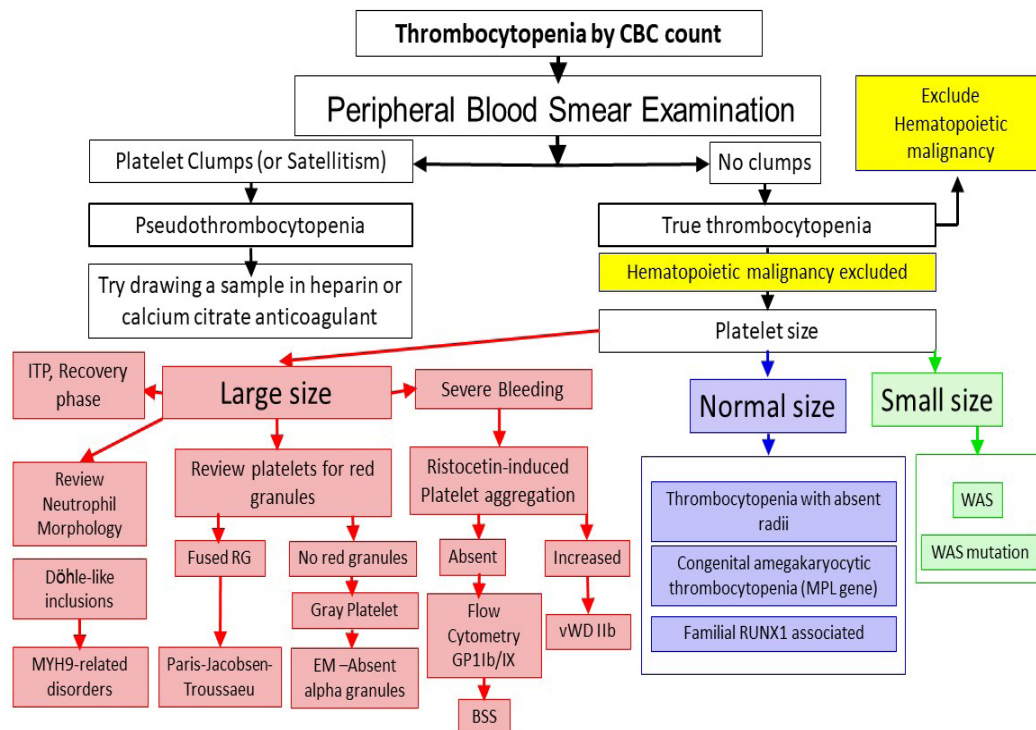 Thrombocytopenia by CBC count
Peripheral Blood Smear Examination
Exclude
Hematopoietic
malignancy
Platelet Clumps (or Satellitism)
No clumps
Pseudothrombocytopenia
True thrombocytopenia
Hematopoietic malignancy excluded
Try drawing a sample in heparin or
calcium citrate anticoagulant
Platelet size
ITP, Recovery
phase
Large size
Severe Bleeding
Normal size
Small size
Review
Neutrophil
Morphology
Review platelets for red
granules
Ristocetin-induced
Platelet aggregation
Thrombocytopenia with absent
radii
WAS
Fused RG
No red granules
Absent
Increased
Congenital amegakaryocytic
thrombocytopenia (MPL gene)
WAS mutation
Döhle-like
inclusions
Gray Platelet
Flow
Cytometry
GP1Ib/IX
vWD IIb
Familial RUNX1 associated
MYH9-related
disorders
Paris-Jacobsen-
Troussaeu
EM –Absent
alpha granules
BSS